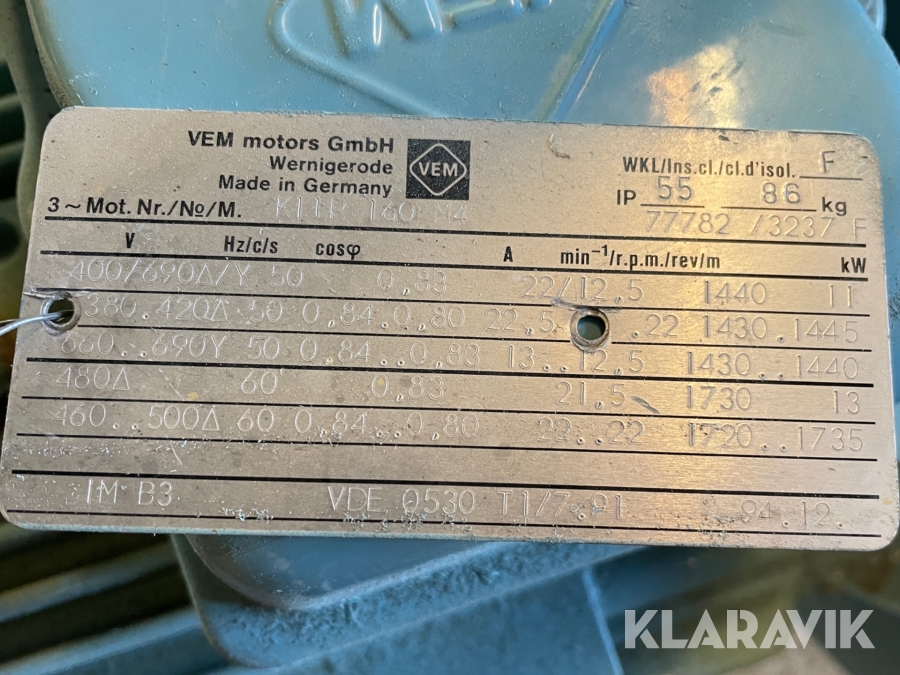 VEM motors GmbH
Wernigerode
Made in Germany
VEM
WKL/Ins.cl./cl.d'isol. F
IP 55 86 kg
3~Mot. Nr./№/M. K11R 160 M4 77782 /3237 F
V Hz/c/s cosφ A min⁻¹/r.p.m./rev/m kW
400/690Δ/Y 50 0,83 22/12,5 1440 11
380..420Δ 50 0,84..0,80 22,5..22 1430..1445
660..690Y 50 0,84..0,83 13..12,5 1430..1440
480Δ 60 0,83 21,5 1730 13
460..500Δ 60 0,84..0,80 22..22 1720..1735
IM B3 VDE 0530 T1/7.91 94.12.
KLARAVIK